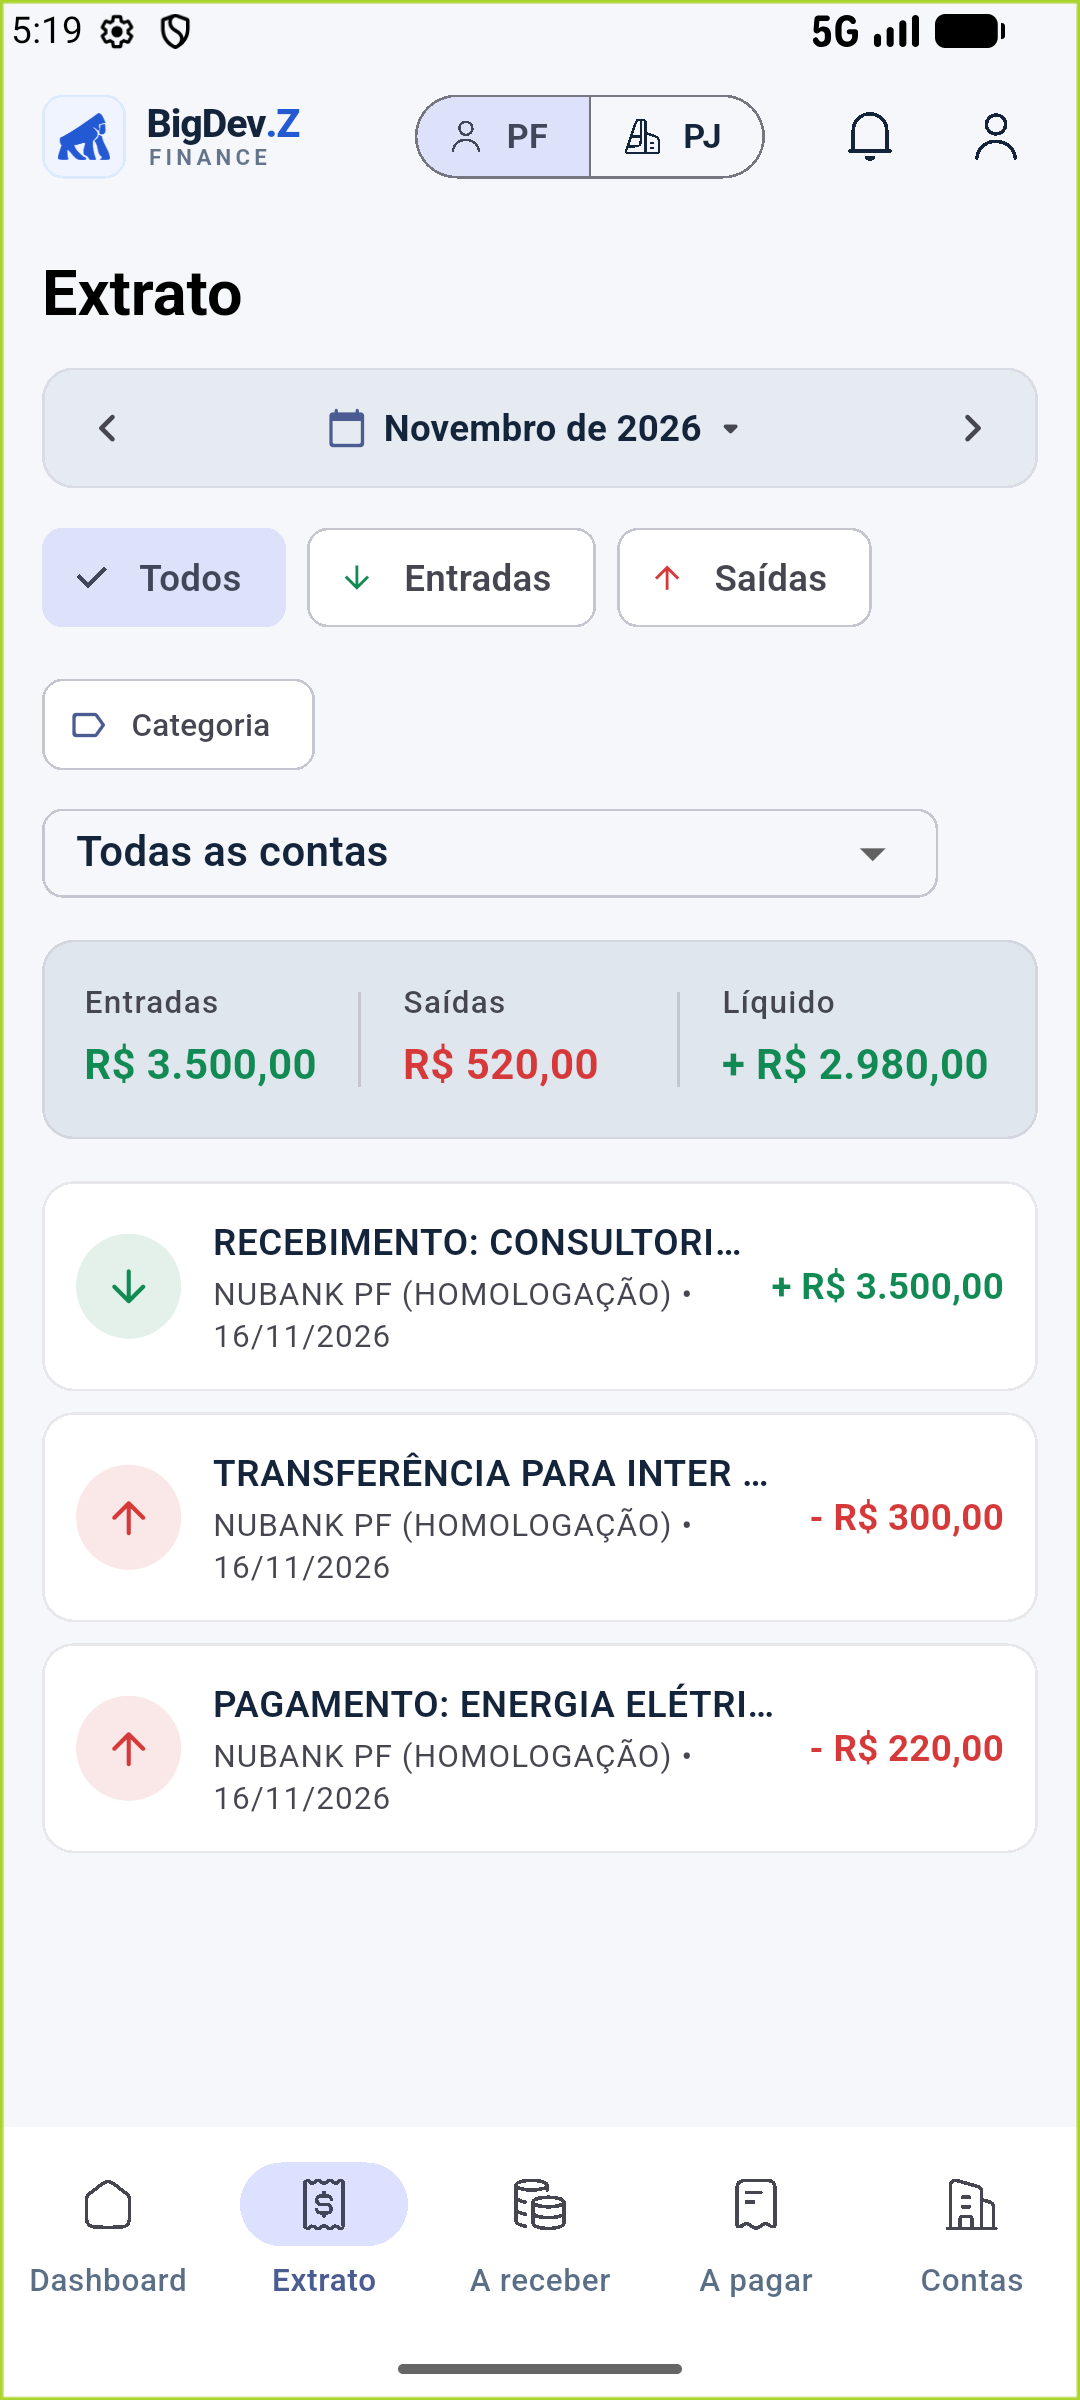 5:19
5G
BigDev.Z
FINANCE
PF
PJ
Extrato
Novembro de 2026
Todos
Entradas
Saídas
Categoria
Todas as contas
Entradas
Saídas
Líquido
R$ 3.500,00
R$ 520,00
+ R$ 2.980,00
RECEBIMENTO: CONSULTORI...
NUBANK PF (HOMOLOGAÇÃO) •
16/11/2026
+ R$ 3.500,00
TRANSFERÊNCIA PARA INTER ...
NUBANK PF (HOMOLOGAÇÃO) •
16/11/2026
- R$ 300,00
PAGAMENTO: ENERGIA ELÉTRI...
NUBANK PF (HOMOLOGAÇÃO) •
16/11/2026
- R$ 220,00
Dashboard
Extrato
A receber
A pagar
Contas